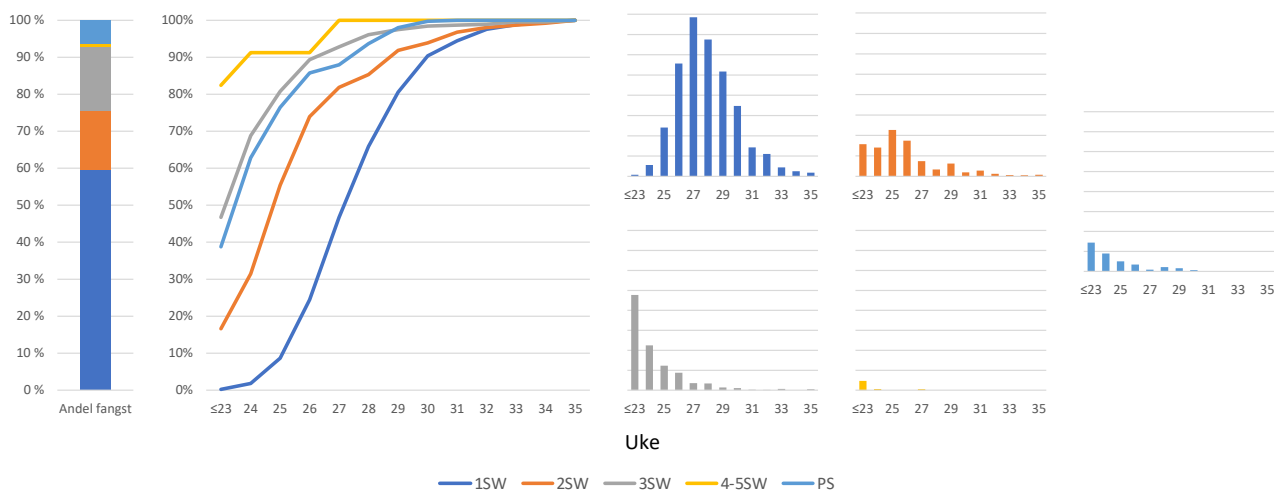 100 %
90 %
80 %
70 %
60 %
50 %
40 %
30 %
20 %
10 %
0 %
Andel fangst
100%
90%
80%
70%
60%
50%
40%
30%
20%
10%
0%
≤23 24 25 26 27 28 29 30 31 32 33 34 35
≤23 25 27 29 31 33 35
≤23 25 27 29 31 33 35
≤23 25 27 29 31 33 35
≤23 25 27 29 31 33 35
≤23 25 27 29 31 33 35
Uke
1SW 2SW 3SW 4-5SW PS